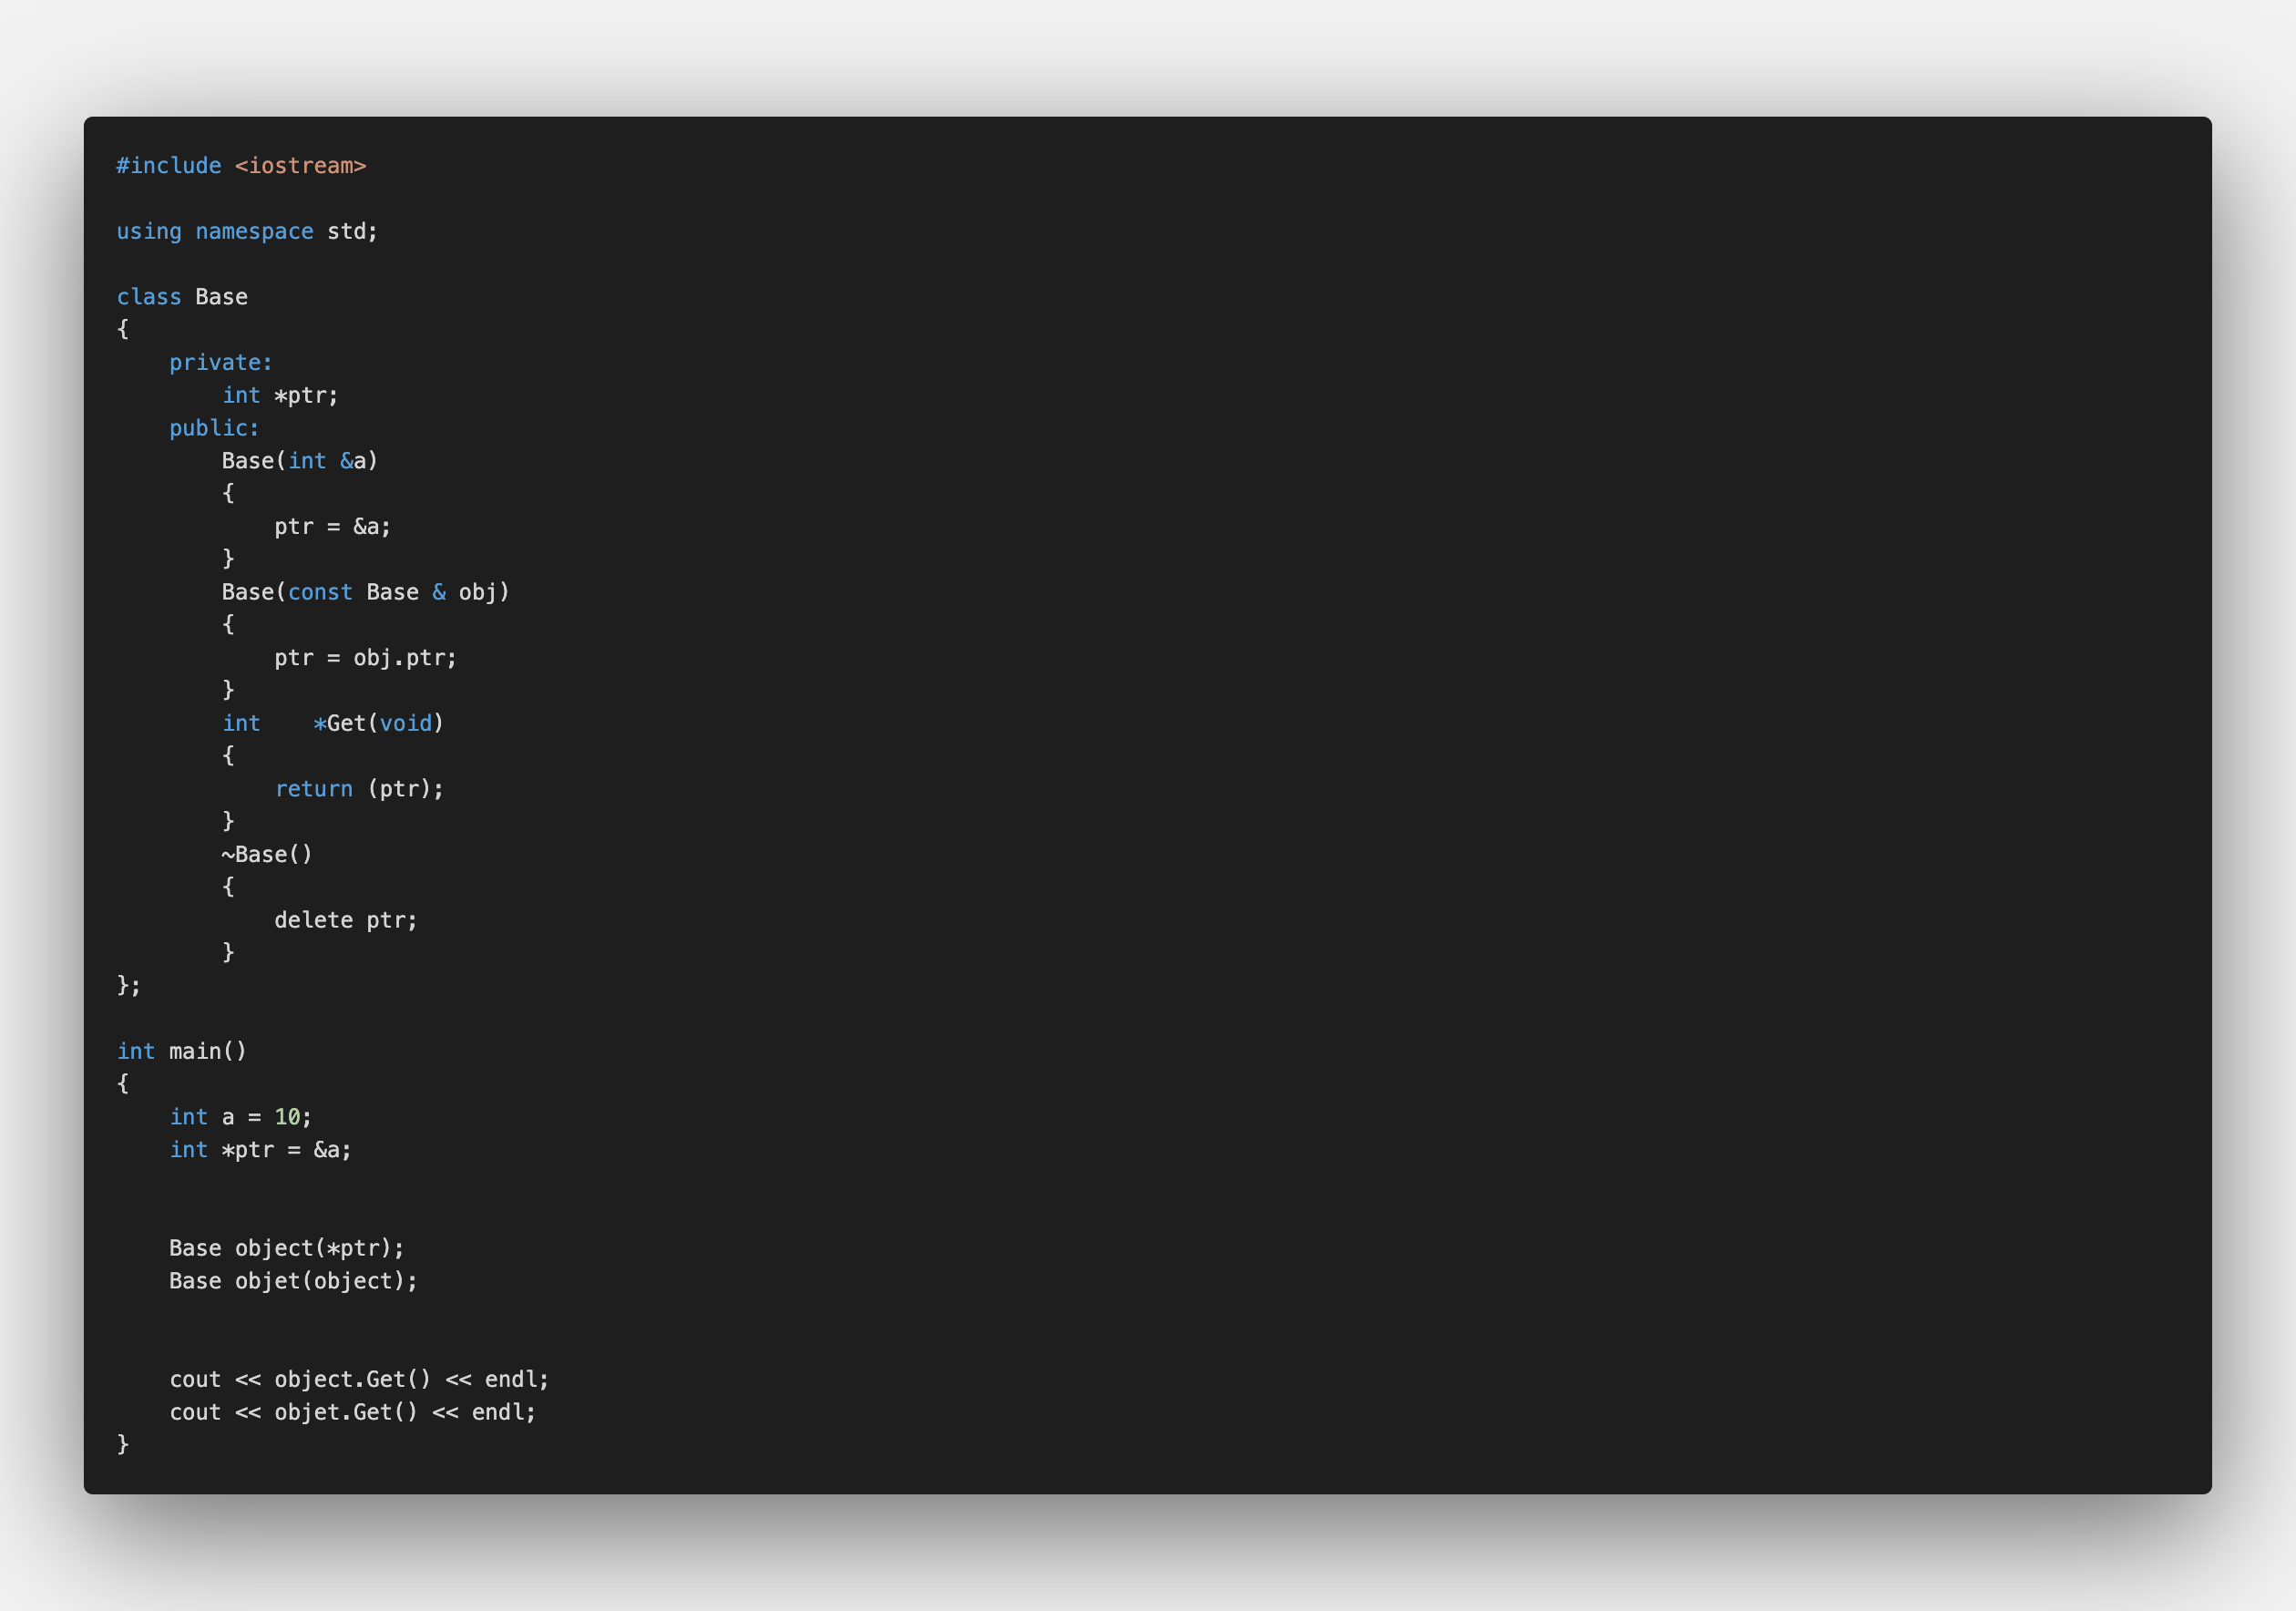 #include <iostream>

using namespace std;

class Base
{
    private:
        int *ptr;
    public:
        Base(int &a)
        {
            ptr = &a;
        }
        Base(const Base & obj)
        {
            ptr = obj.ptr;
        }
        int    *Get(void)
        {
            return (ptr);
        }
        ~Base()
        {
            delete ptr;
        }
};

int main()
{
    int a = 10;
    int *ptr = &a;


    Base object(*ptr);
    Base objet(object);


    cout << object.Get() << endl;
    cout << objet.Get() << endl;
}